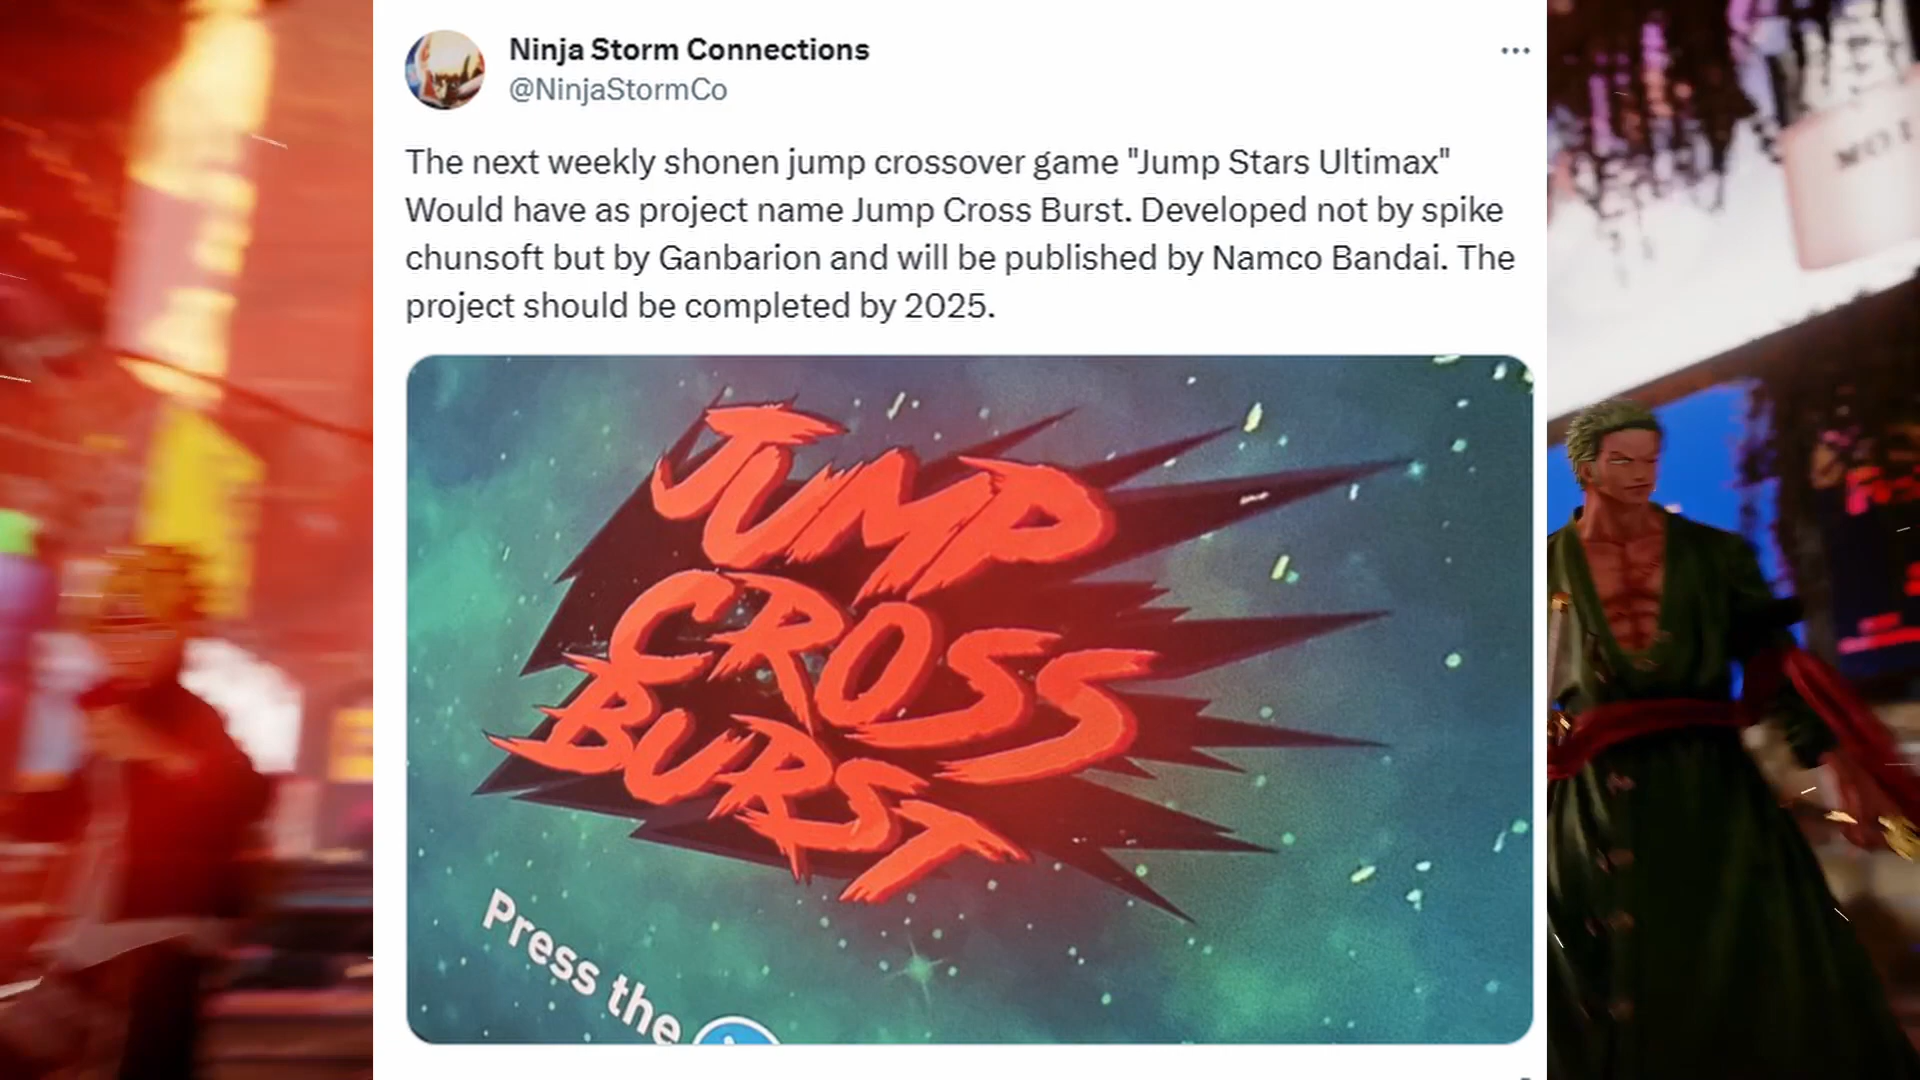 Ninja Storm Connections
@NinjaStormCo
The next weekly shonen jump crossover game "Jump Stars Ultimax"
Would have as project name Jump Cross Burst. Developed not by spike
chunsoft but by Ganbarion and will be published by Namco Bandai. The
project should be completed by 2025.
JUMP
CROSS
BURST
Press the